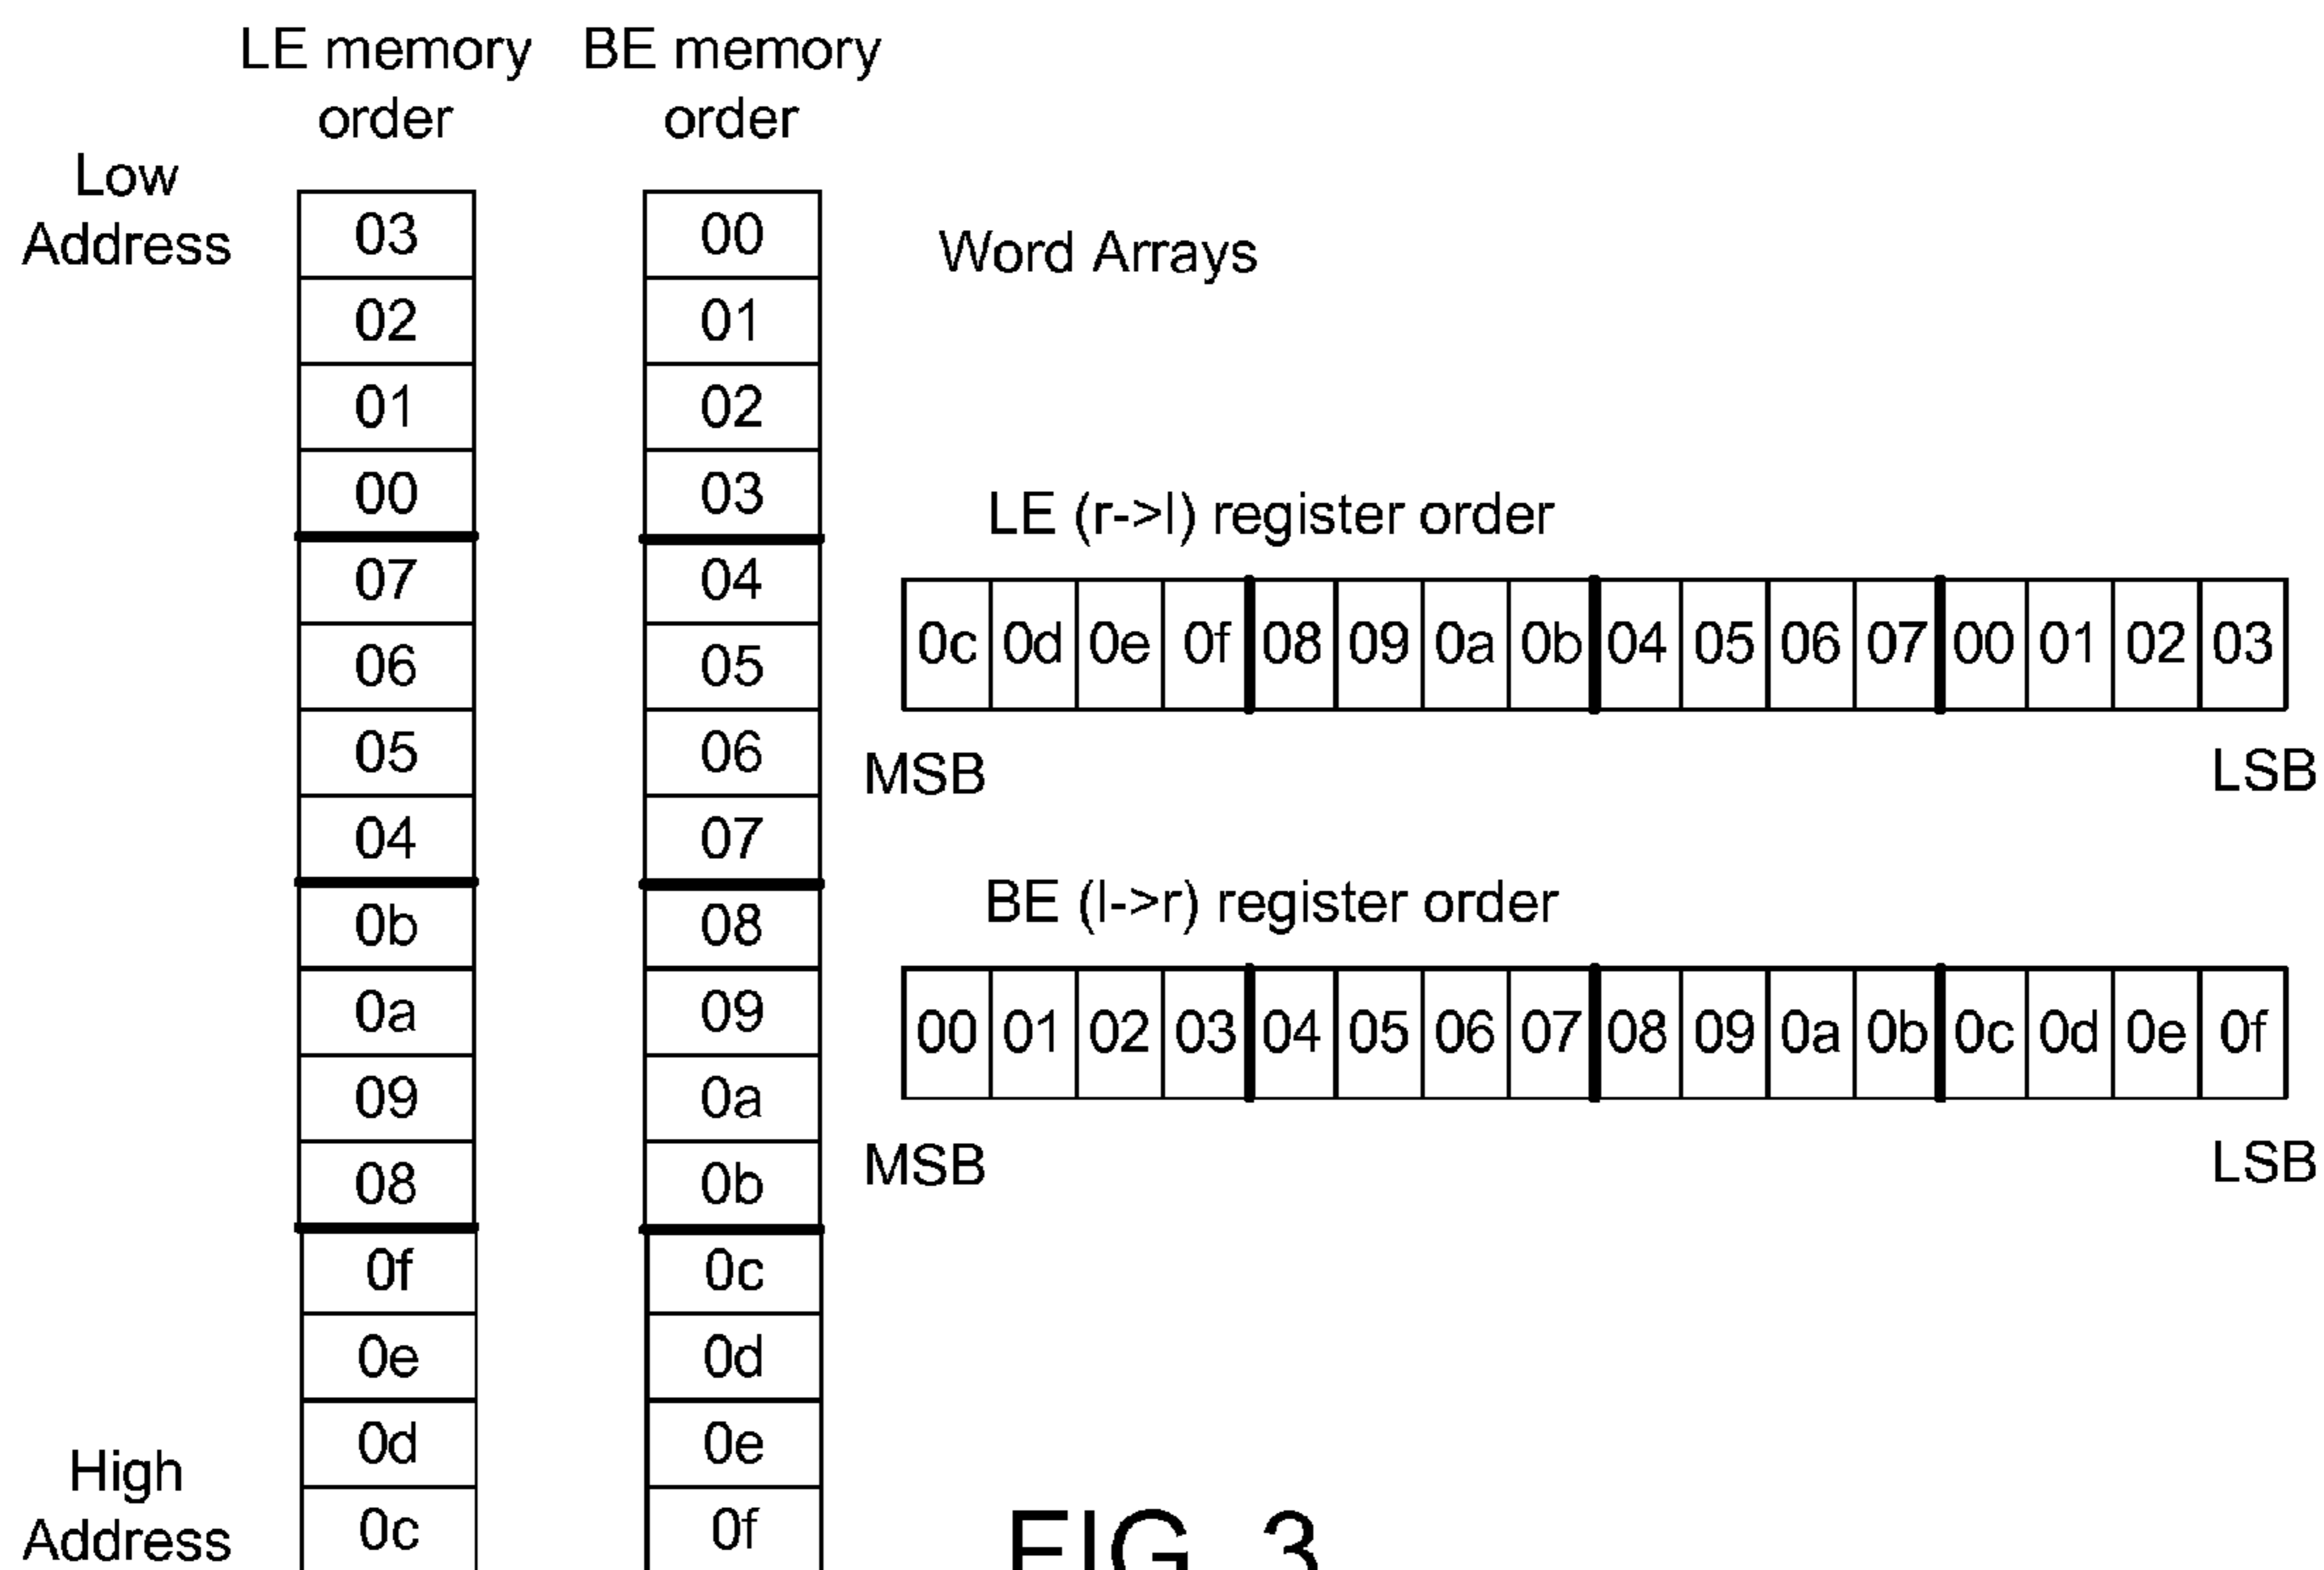 LE memory order
BE memory order
Low Address
High Address
03
02
01
00
07
06
05
04
0b
0a
09
08
0f
0e
0d
0c
00
01
02
03
04
05
06
07
08
09
0a
0b
0c
0d
0e
0f
Word Arrays
LE (r->l) register order
0c 0d 0e 0f 08 09 0a 0b 04 05 06 07 00 01 02 03
MSB LSB
BE (l->r) register order
00 01 02 03 04 05 06 07 08 09 0a 0b 0c 0d 0e 0f
MSB LSB
FIG. 3